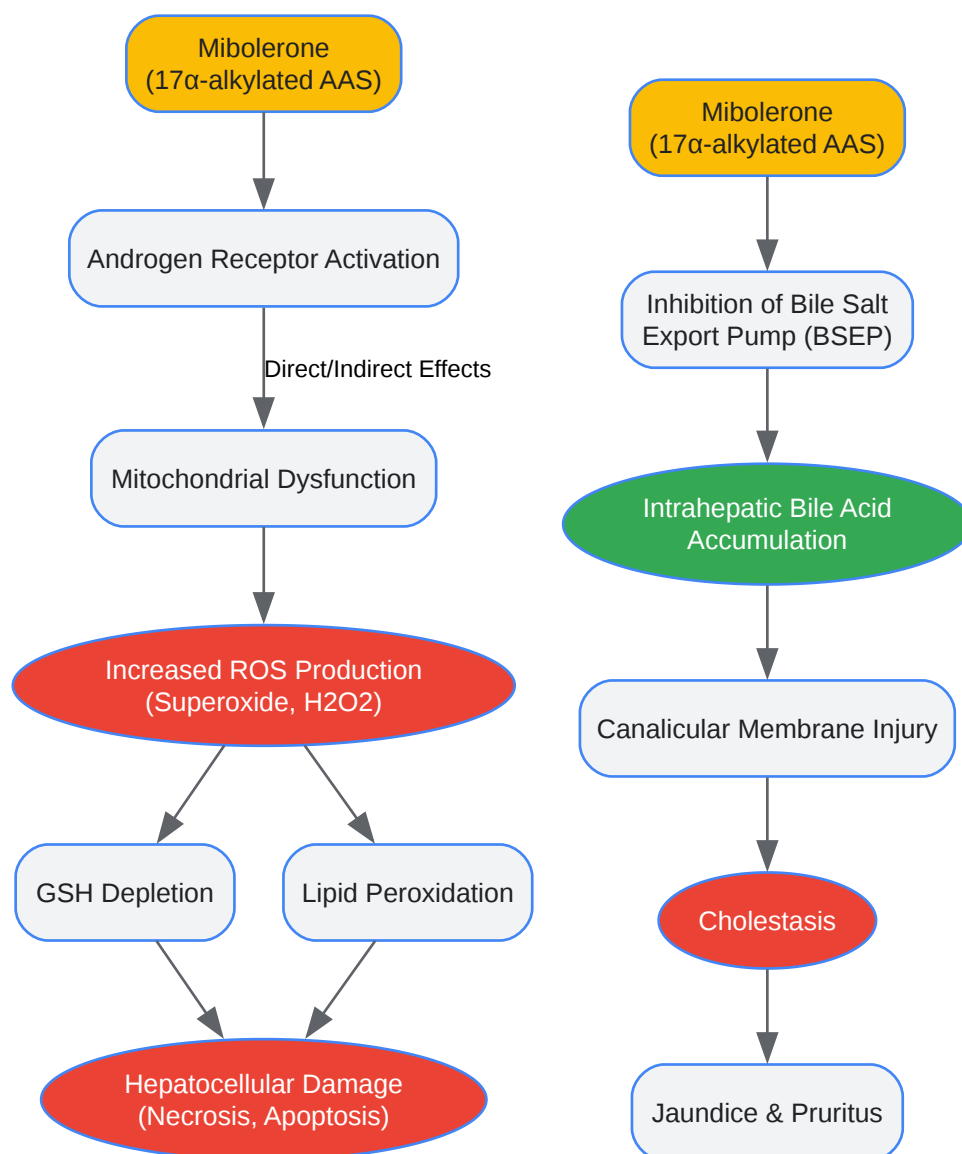 Mibolerone
(17α-alkylated AAS)
Androgen Receptor Activation
Direct/Indirect Effects
Mitochondrial Dysfunction
Increased ROS Production
(Superoxide, H2O2)
GSH Depletion
Lipid Peroxidation
Hepatocellular Damage
(Necrosis, Apoptosis)
Mibolerone
(17α-alkylated AAS)
Inhibition of Bile Salt
Export Pump (BSEP)
Intrahepatic Bile Acid
Accumulation
Canalicular Membrane Injury
Cholestasis
Jaundice & Pruritus